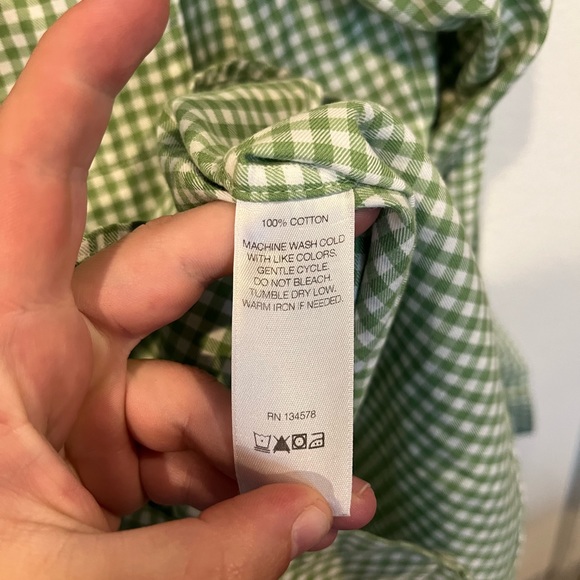 100% COTTON
MACHINE WASH COLD
WITH LIKE COLORS.
GENTLE CYCLE.
DO NOT BLEACH.
TUMBLE DRY LOW.
WARM IRON IF NEEDED.
RN 134578